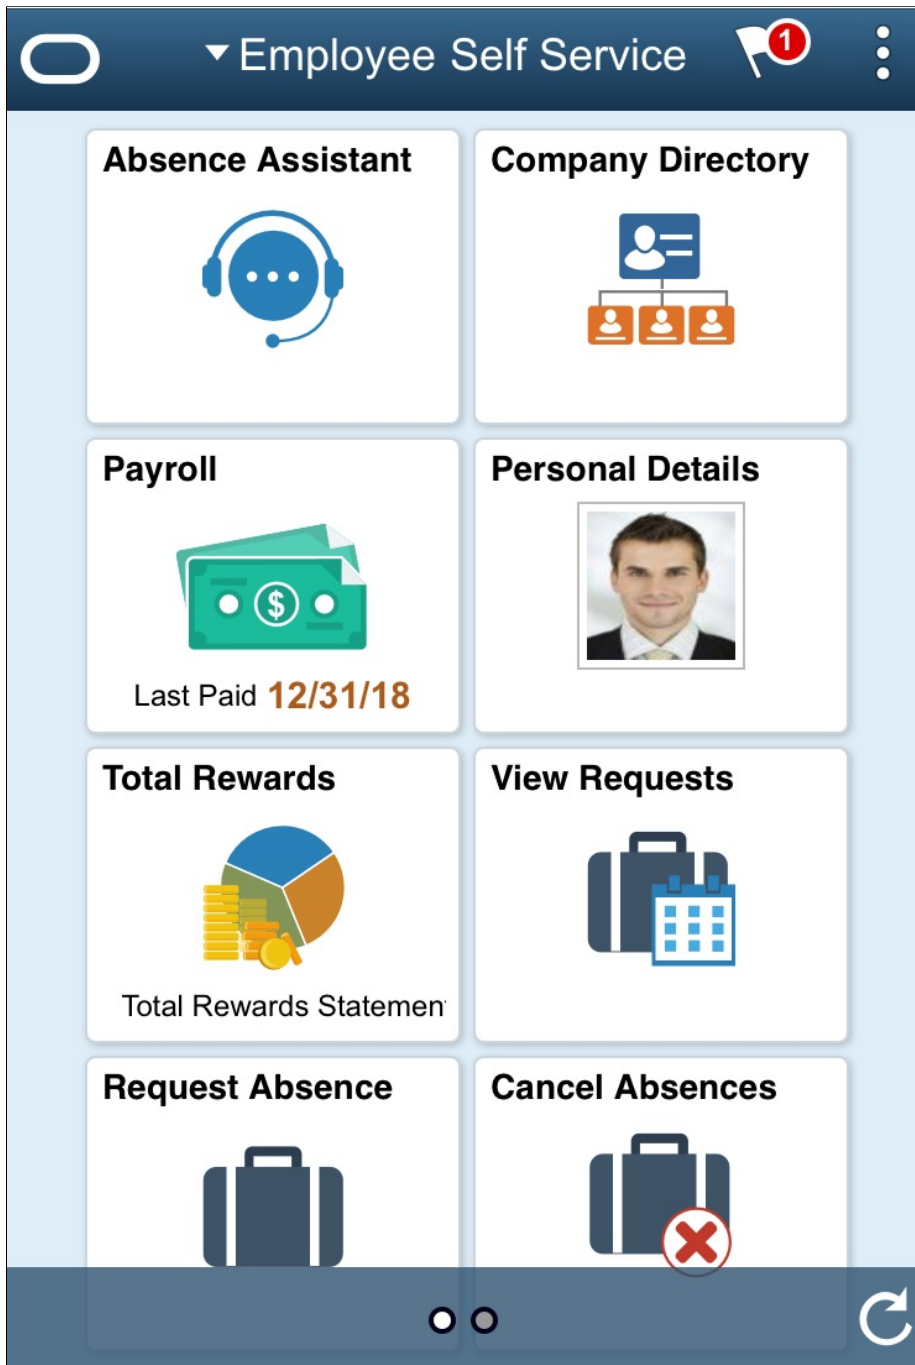 Employee Self Service
1
Absence Assistant
Company Directory
Payroll
$
Last Paid 12/31/18
Personal Details
Total Rewards
Total Rewards Statemen
View Requests
Request Absence
Cancel Absences